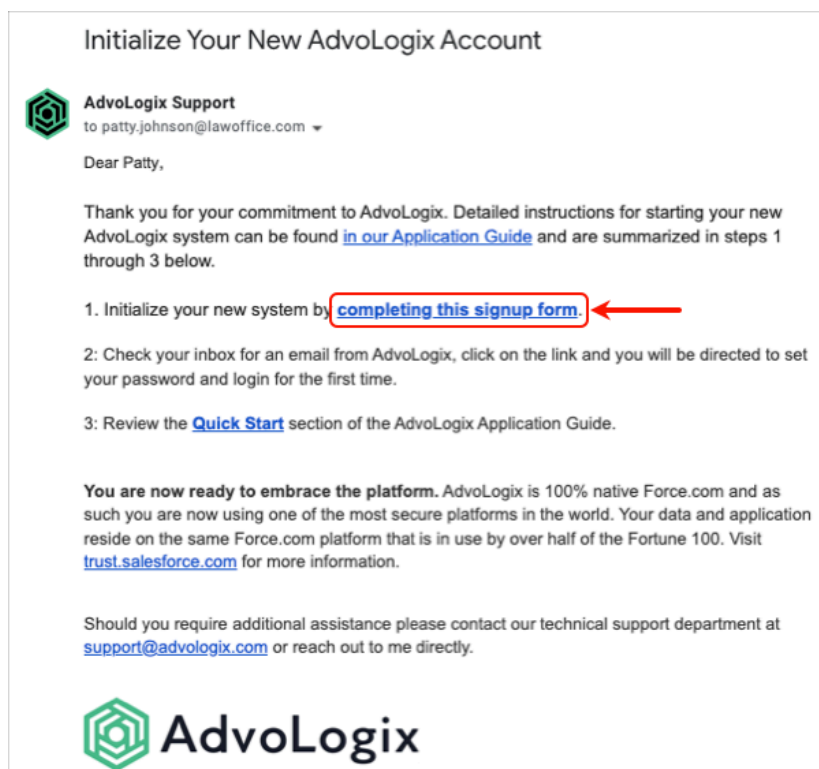 Initialize Your New AdvoLogix Account
AdvoLogix Support
to patty.johnson@lawoffice.com
Dear Patty,
Thank you for your commitment to AdvoLogix. Detailed instructions for starting your new
AdvoLogix system can be found in our Application Guide and are summarized in steps 1
through 3 below.
1. Initialize your new system by completing this signup form.
2: Check your inbox for an email from AdvoLogix, click on the link and you will be directed to set
your password and login for the first time.
3: Review the Quick Start section of the AdvoLogix Application Guide.
You are now ready to embrace the platform. AdvoLogix is 100% native Force.com and as
such you are now using one of the most secure platforms in the world. Your data and application
reside on the same Force.com platform that is in use by over half of the Fortune 100. Visit
trust.salesforce.com for more information.
Should you require additional assistance please contact our technical support department at
support@advologix.com or reach out to me directly.
AdvoLogix